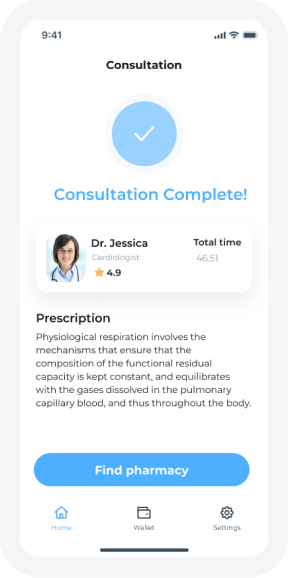 9:41
Consultation
Consultation Complete!
Dr. Jessica
Total time
Cardiologist
46.51
4.9
Prescription
Physiological respiration involves the
mechanisms that ensure that the
composition of the functional residual
capacity is kept constant, and equilibrates
with the gases dissolved in the pulmonary
capillary blood, and thus throughout the body.
Find pharmacy
Home
Wallet
Settings